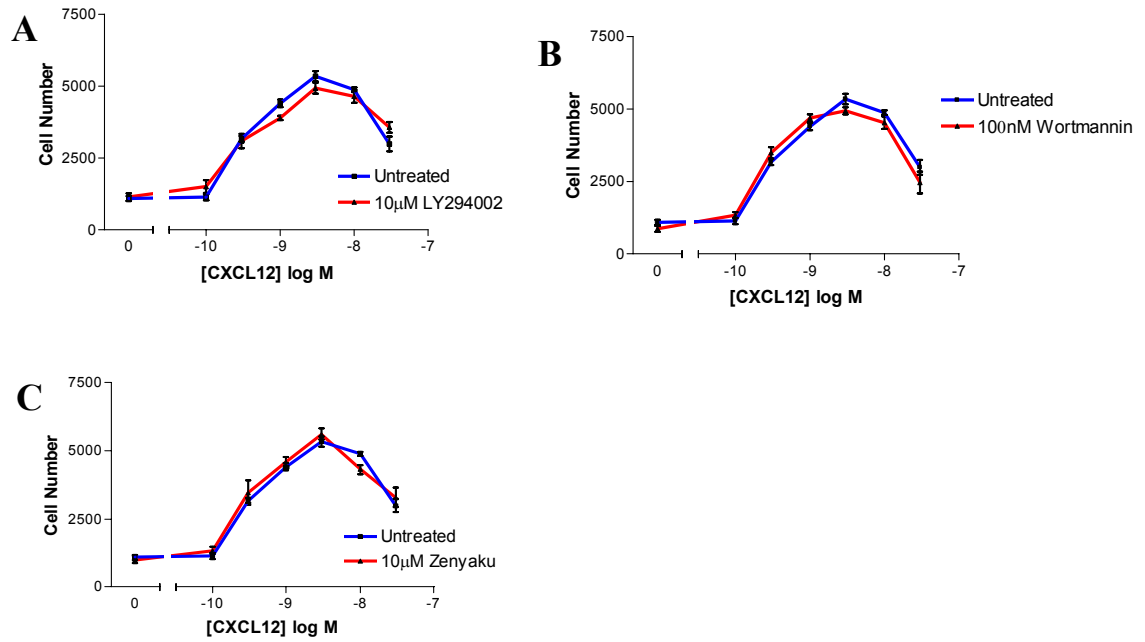 A
7500
5000
2500
0
Cell Number
Untreated
10μM LY294002
0 -10 -9 -8 -7
[CXCL12] log M
B
7500
5000
2500
0
Cell Number
Untreated
100nM Wortmannin
0 -10 -9 -8 -7
[CXCL12] log M
C
7500
5000
2500
0
Cell Number
Untreated
10μM Zenyaku
0 -10 -9 -8 -7
[CXCL12] log M